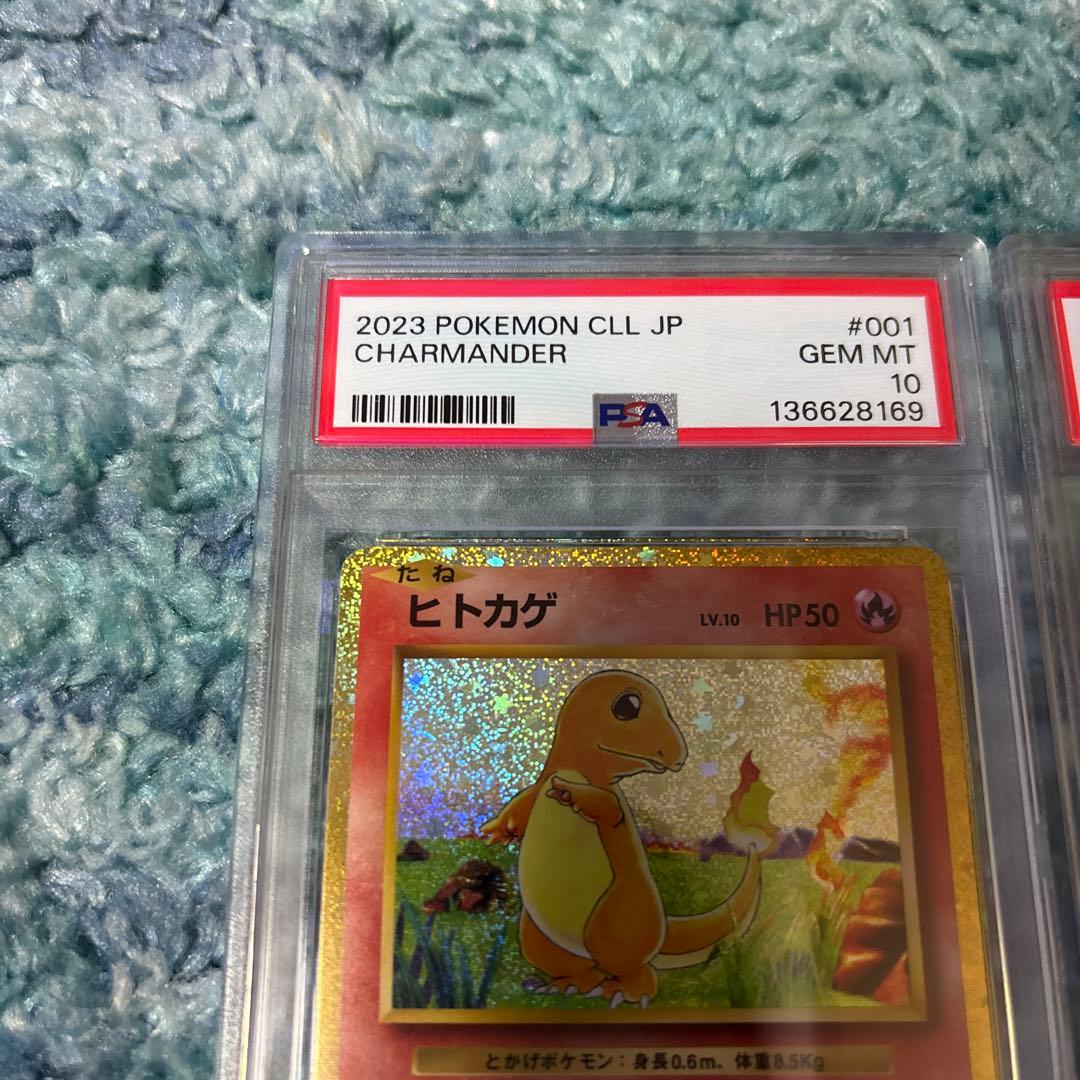 2023 POKEMON CLL JP #001
CHARMANDER GEM MT
10
PSA 136628169
たね
ヒトカゲ LV.10 HP50
とかげポケモン：身長0.6m、体重8.5Kg